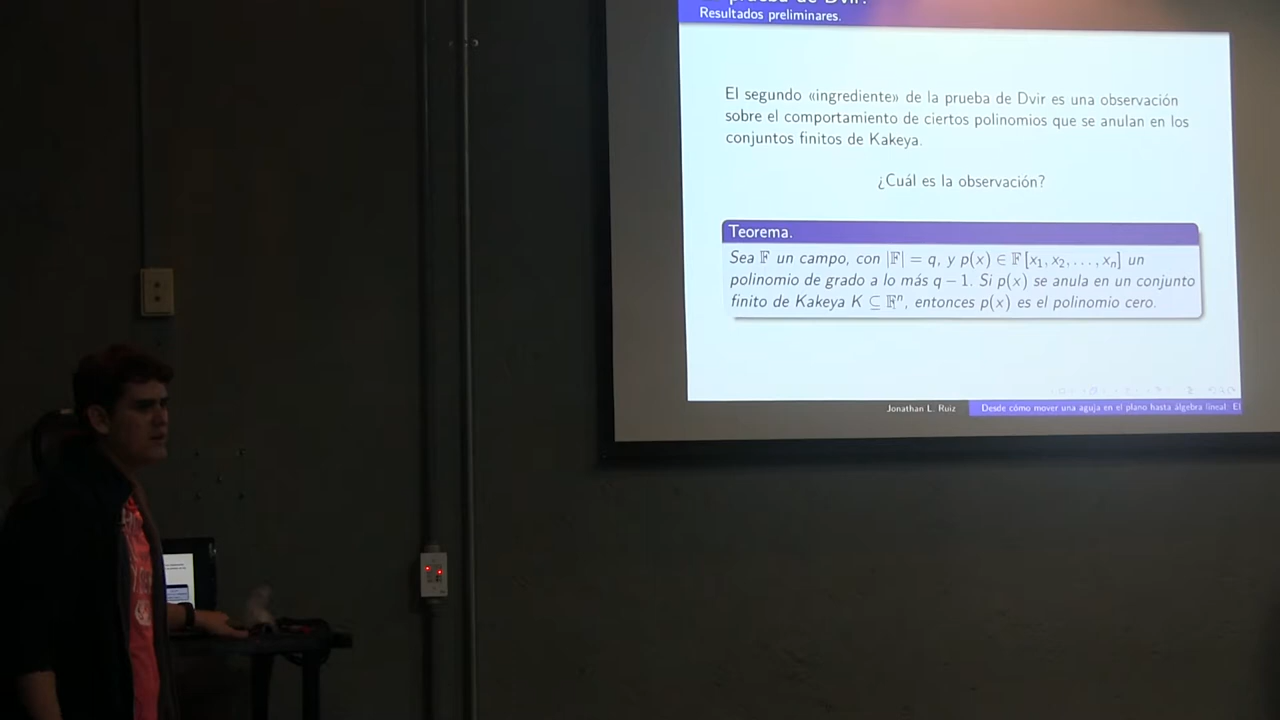 prueba de Dvir.
Resultados preliminares.
El segundo «ingrediente» de la prueba de Dvir es una observación
sobre el comportamiento de ciertos polinomios que se anulan en los
conjuntos finitos de Kakeya.
¿Cuál es la observación?
Teorema.
Sea 𝔽 un campo, con |𝔽| = q, y p(x) ∈ 𝔽[x₁, x₂, . . . , xₙ] un
polinomio de grado a lo más q − 1. Si p(x) se anula en un conjunto
finito de Kakeya K ⊆ 𝔽ⁿ, entonces p(x) es el polinomio cero.
Jonathan L. Ruiz
Desde cómo mover una aguja en el plano hasta álgebra lineal: El